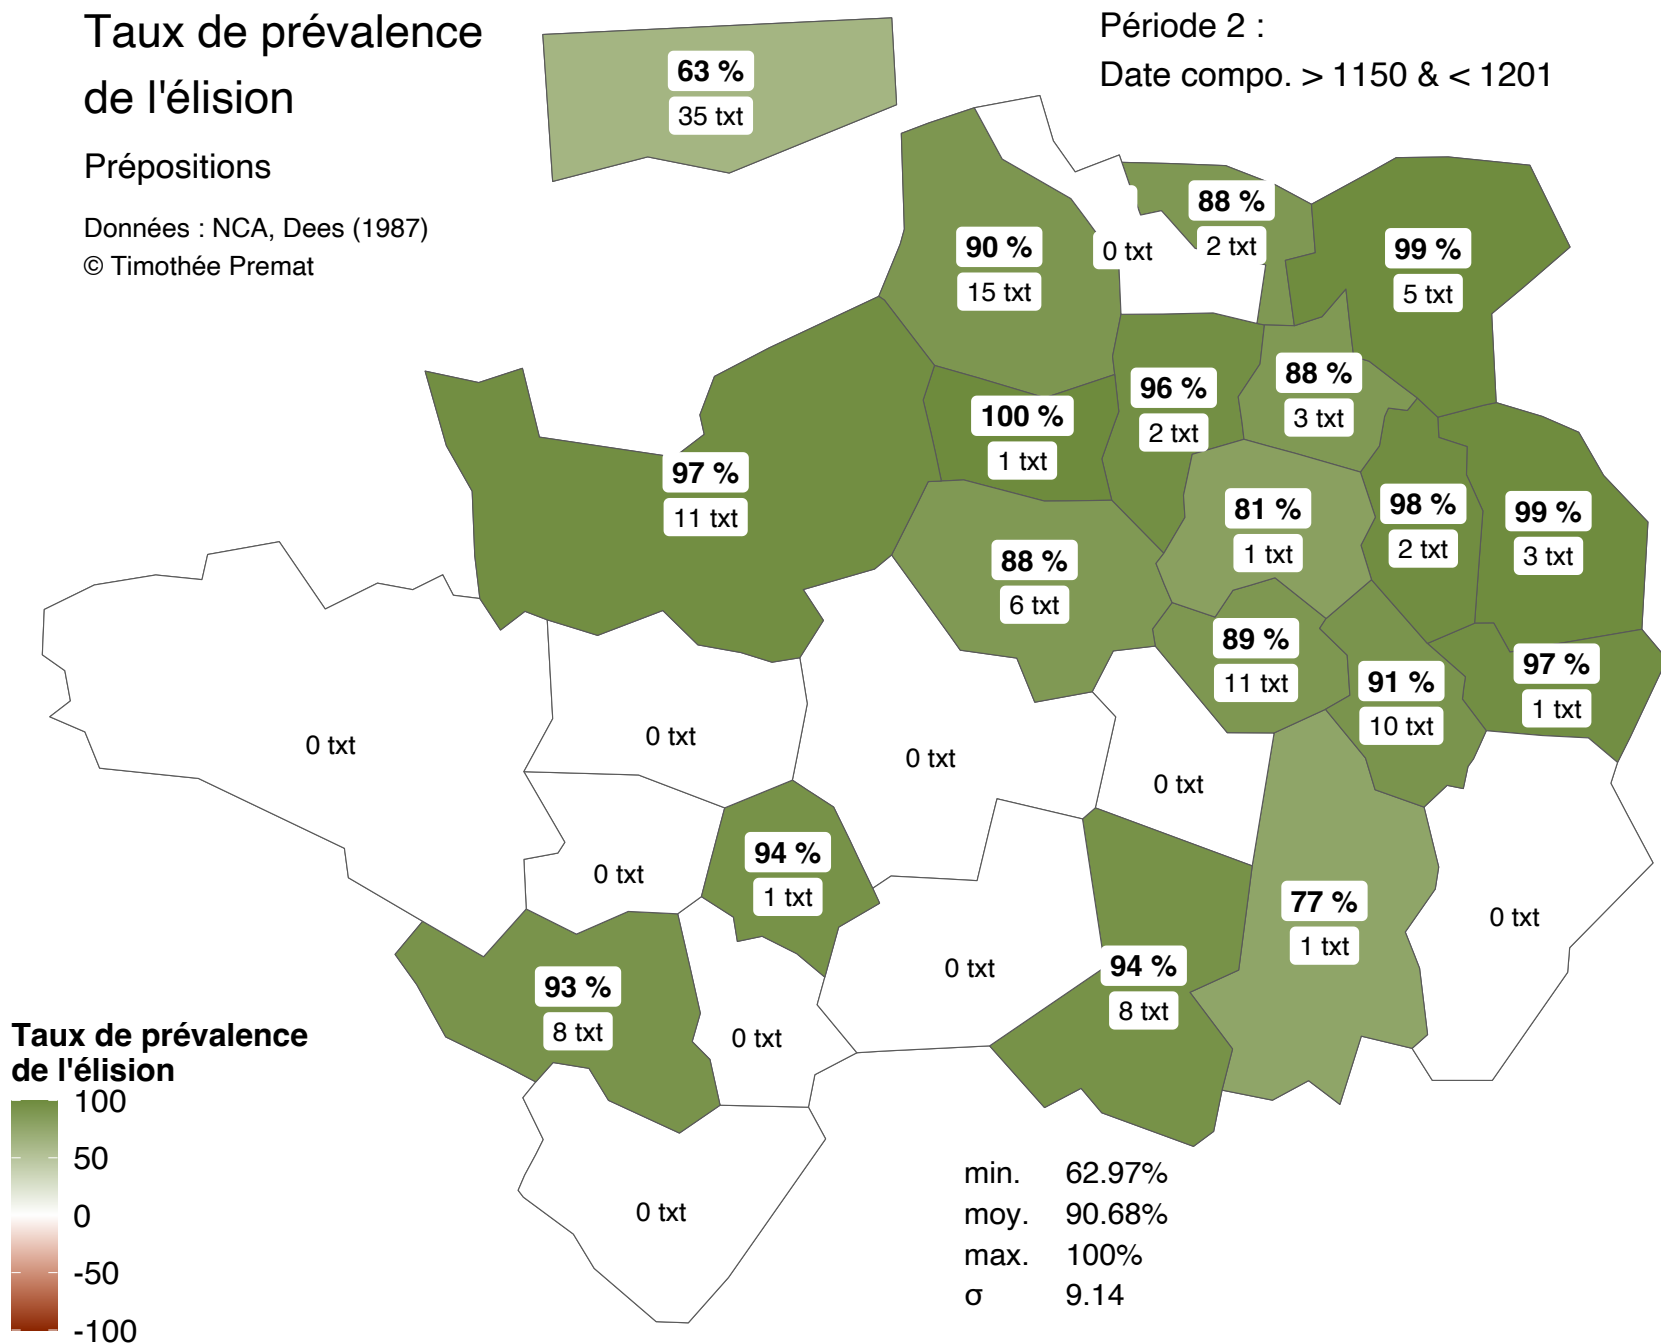 Taux de prévalence
de l'élision
Prépositions
Données : NCA, Dees (1987)
© Timothée Premat
Période 2 :
Date compo. > 1150 & < 1201
63 %
35 txt
90 %
15 txt
0 txt
88 %
2 txt
99 %
5 txt
97 %
11 txt
100 %
1 txt
96 %
2 txt
88 %
3 txt
88 %
6 txt
81 %
1 txt
98 %
2 txt
99 %
3 txt
89 %
11 txt
91 %
10 txt
97 %
1 txt
0 txt
0 txt
0 txt
0 txt
0 txt
94 %
1 txt
77 %
1 txt
0 txt
93 %
8 txt
0 txt
0 txt
94 %
8 txt
0 txt
Taux de prévalence
de l'élision
100
50
0
-50
-100
min. 62.97%
moy. 90.68%
max. 100%
σ 9.14